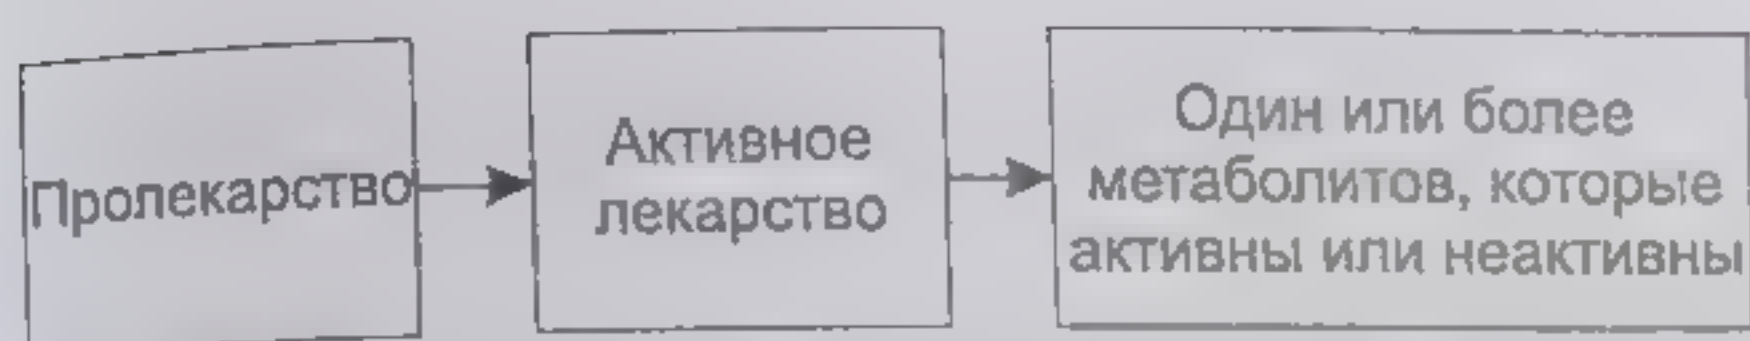 Пролекарство
Активное
лекарство
Один или более
метаболитов, которые
активны или неактивны